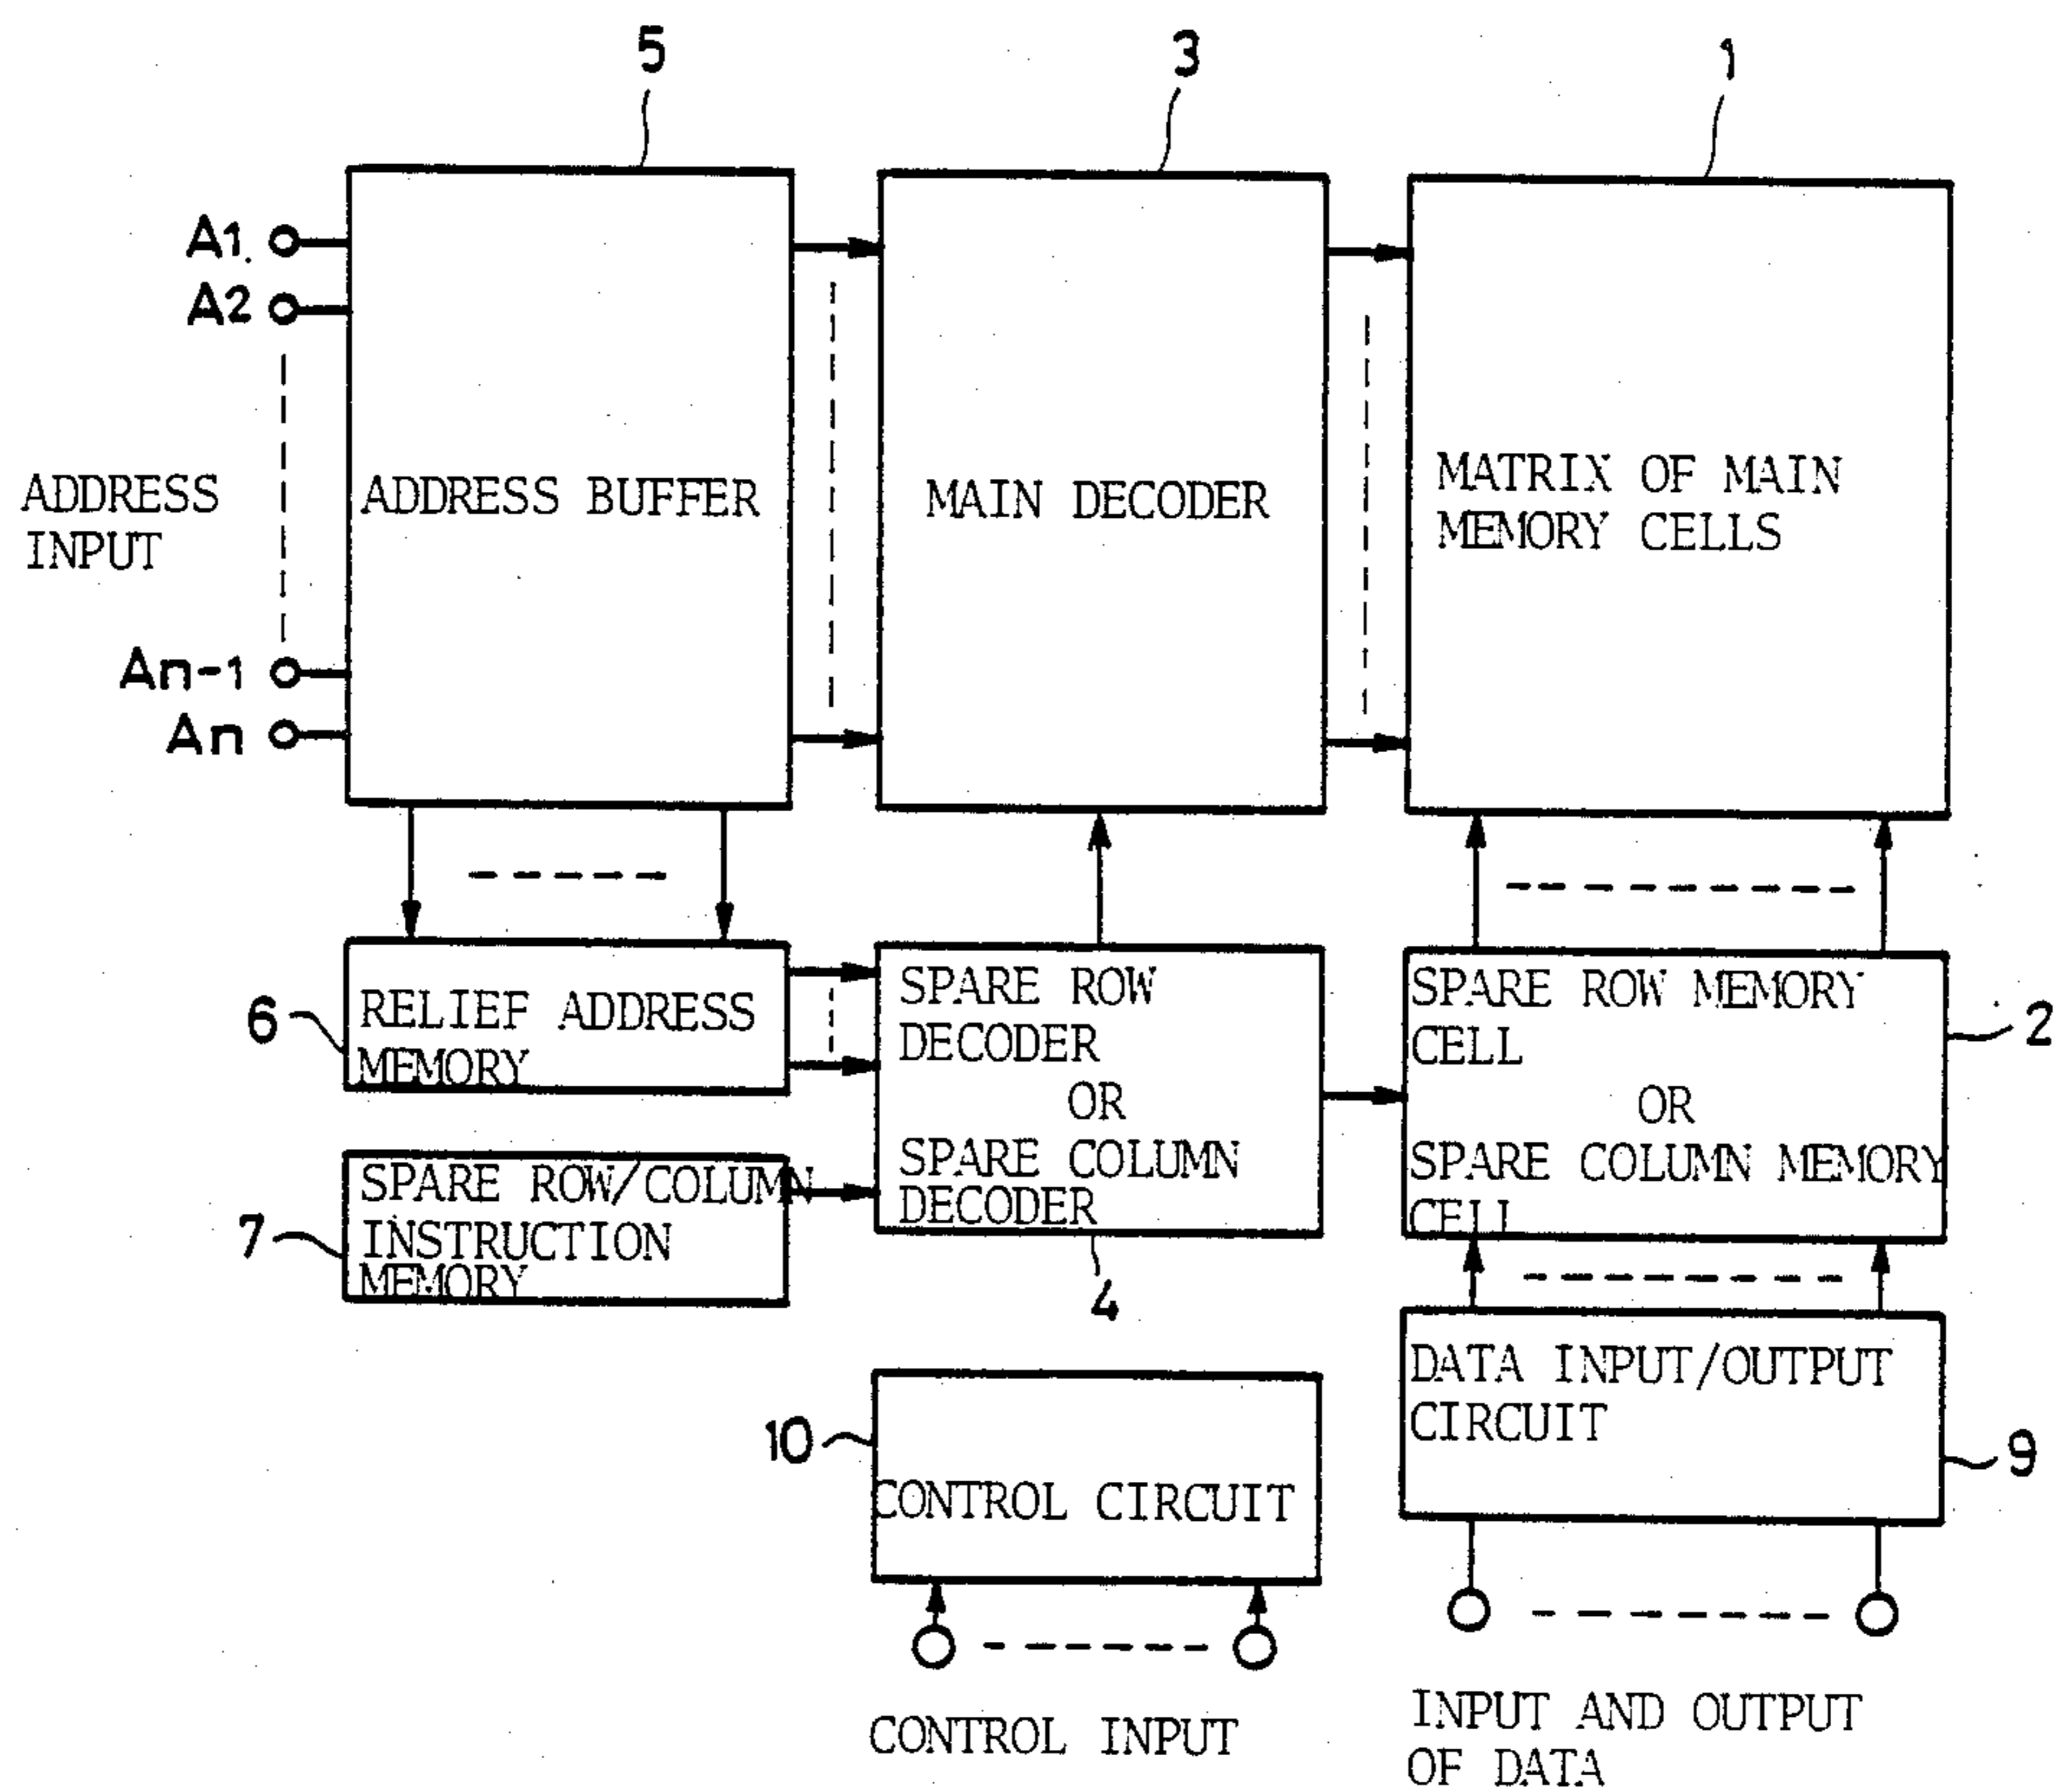 5
3
1
A1
A2
ADDRESS
INPUT
An-1
An
ADDRESS BUFFER
MAIN DECODER
MATRIX OF MAIN
MEMORY CELLS
6
RELIEF ADDRESS
MEMORY
SPARE ROW
DECODER
OR
SPARE COLUMN
DECODER
4
SPARE ROW MEMORY
CELL
OR
SPARE COLUMN MEMORY
CELL
2
7
SPARE ROW/COLUMN
INSTRUCTION
MEMORY
10
CONTROL CIRCUIT
CONTROL INPUT
DATA INPUT/OUTPUT
CIRCUIT
9
INPUT AND OUTPUT
OF DATA